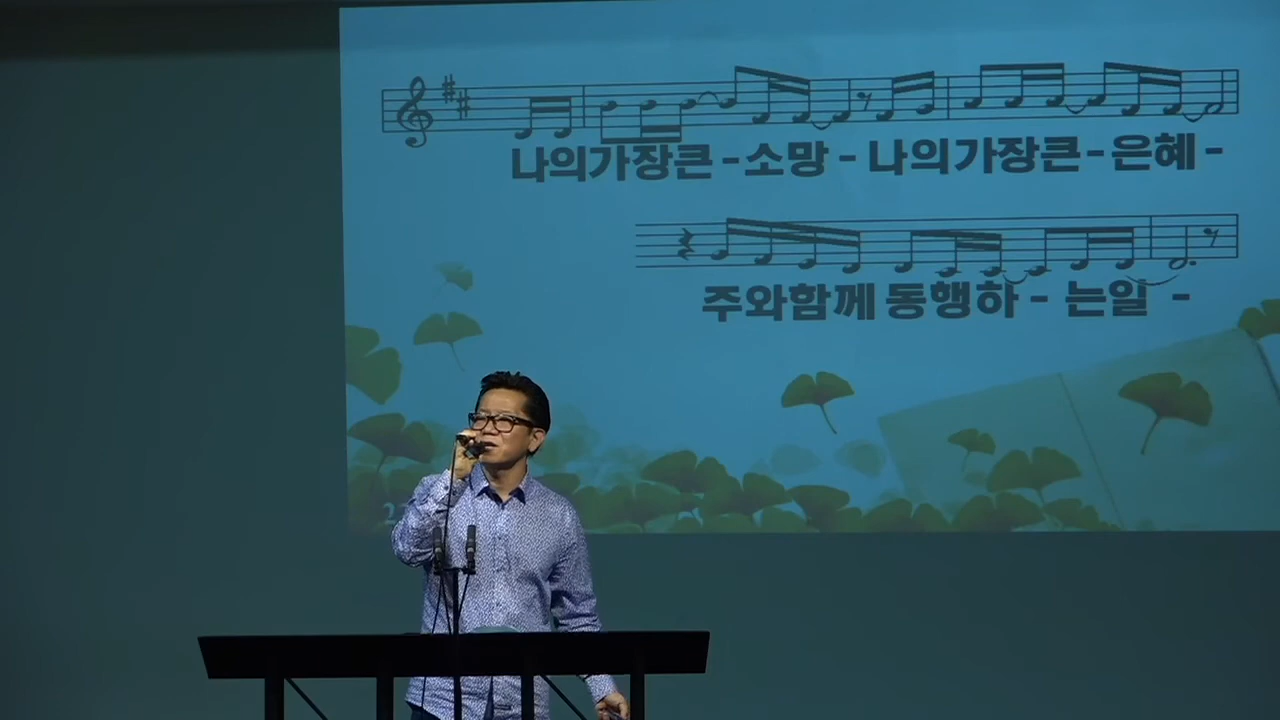 나의가장큰 - 소망 - 나의가장큰 - 은혜 -
주와함께 동행하 - 는일 -